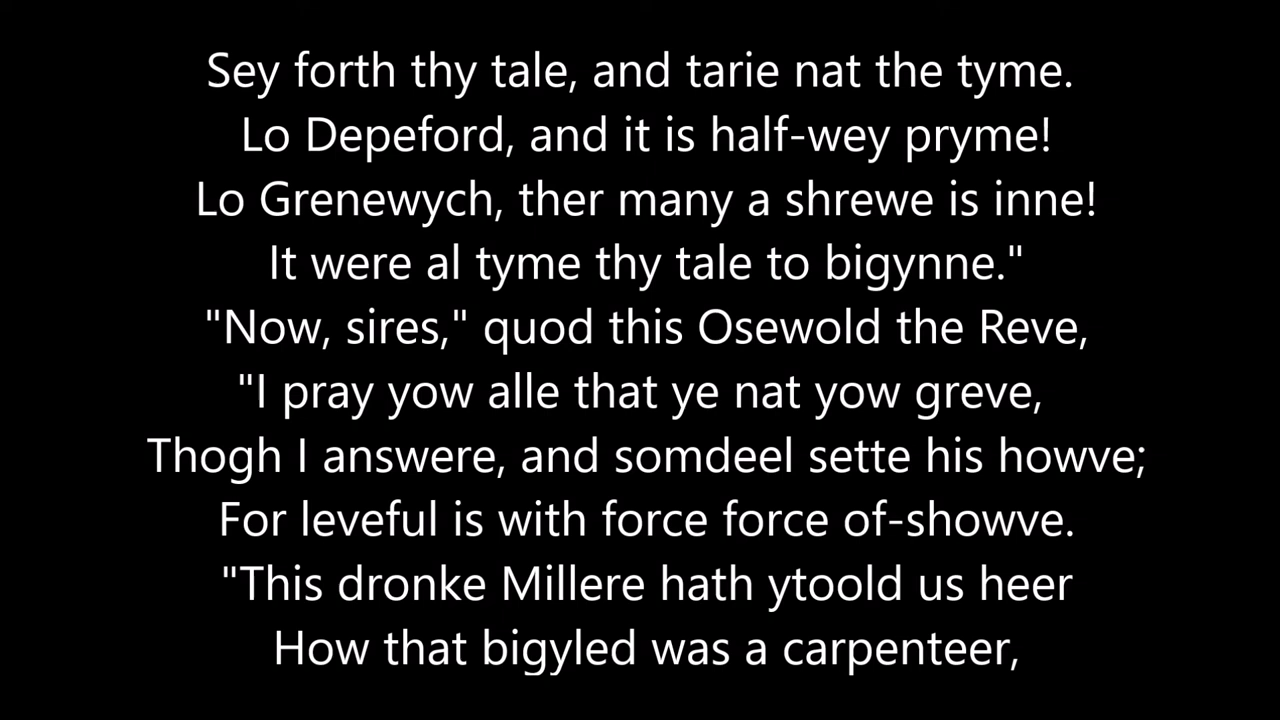 Sey forth thy tale, and tarie nat the tyme.
Lo Depeford, and it is half-wey pryme!
Lo Grenewych, ther many a shrewe is inne!
It were al tyme thy tale to bigynne."
"Now, sires," quod this Osewold the Reve,
"I pray yow alle that ye nat yow greve,
Thogh I answere, and somdeel sette his howve;
For leveful is with force force of-showve.
"This dronke Millere hath ytoold us heer
How that bigyled was a carpenteer,